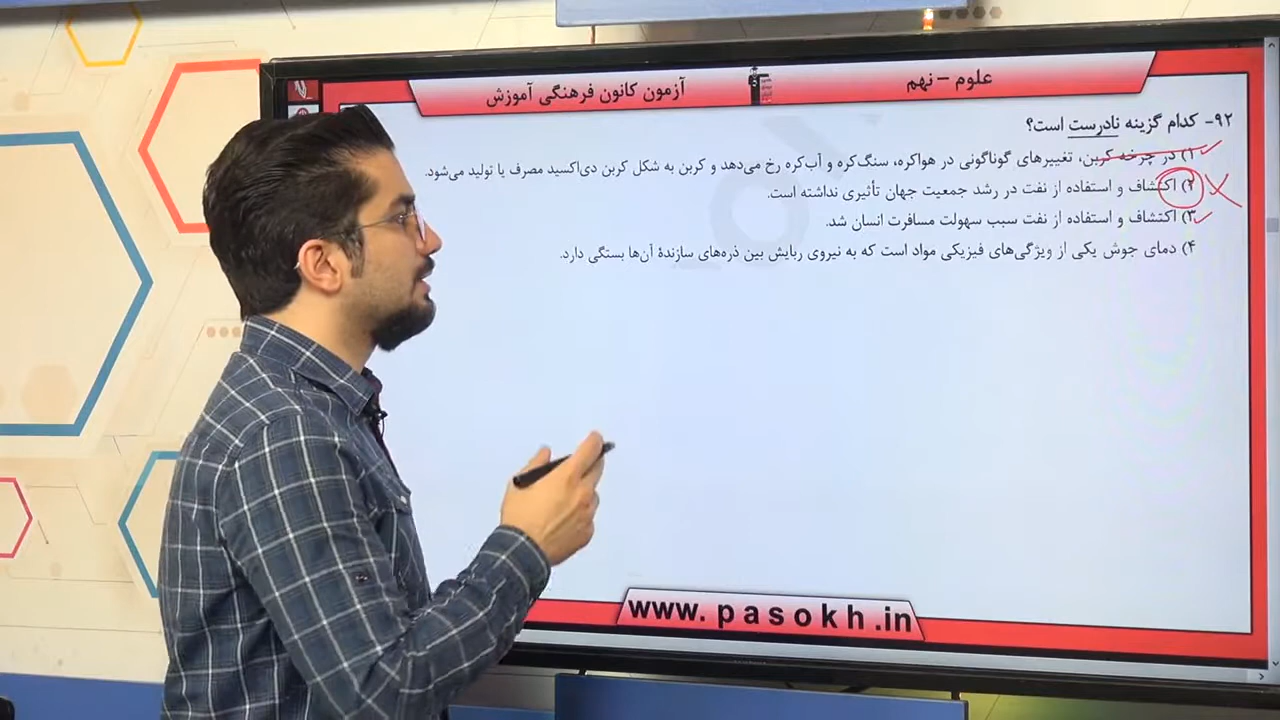 علوم – نهم
آزمون کانون فرهنگی آموزش
۹۲- کدام گزینه نادرست است؟
۱) در چرخه کربن، تغییرهای گوناگونی در هواکره، سنگ‌کره و آب‌کره رخ می‌دهد و کربن به شکل کربن دی‌اکسید مصرف یا تولید می‌شود.
۲) اکتشاف و استفاده از نفت در رشد جمعیت جهان تأثیری نداشته است.
۳) اکتشاف و استفاده از نفت سبب سهولت مسافرت انسان شد.
۴) دمای جوش یکی از ویژگی‌های فیزیکی مواد است که به نیروی ربایش بین ذره‌های سازندهٔ آن‌ها بستگی دارد.
www.pasokh.in